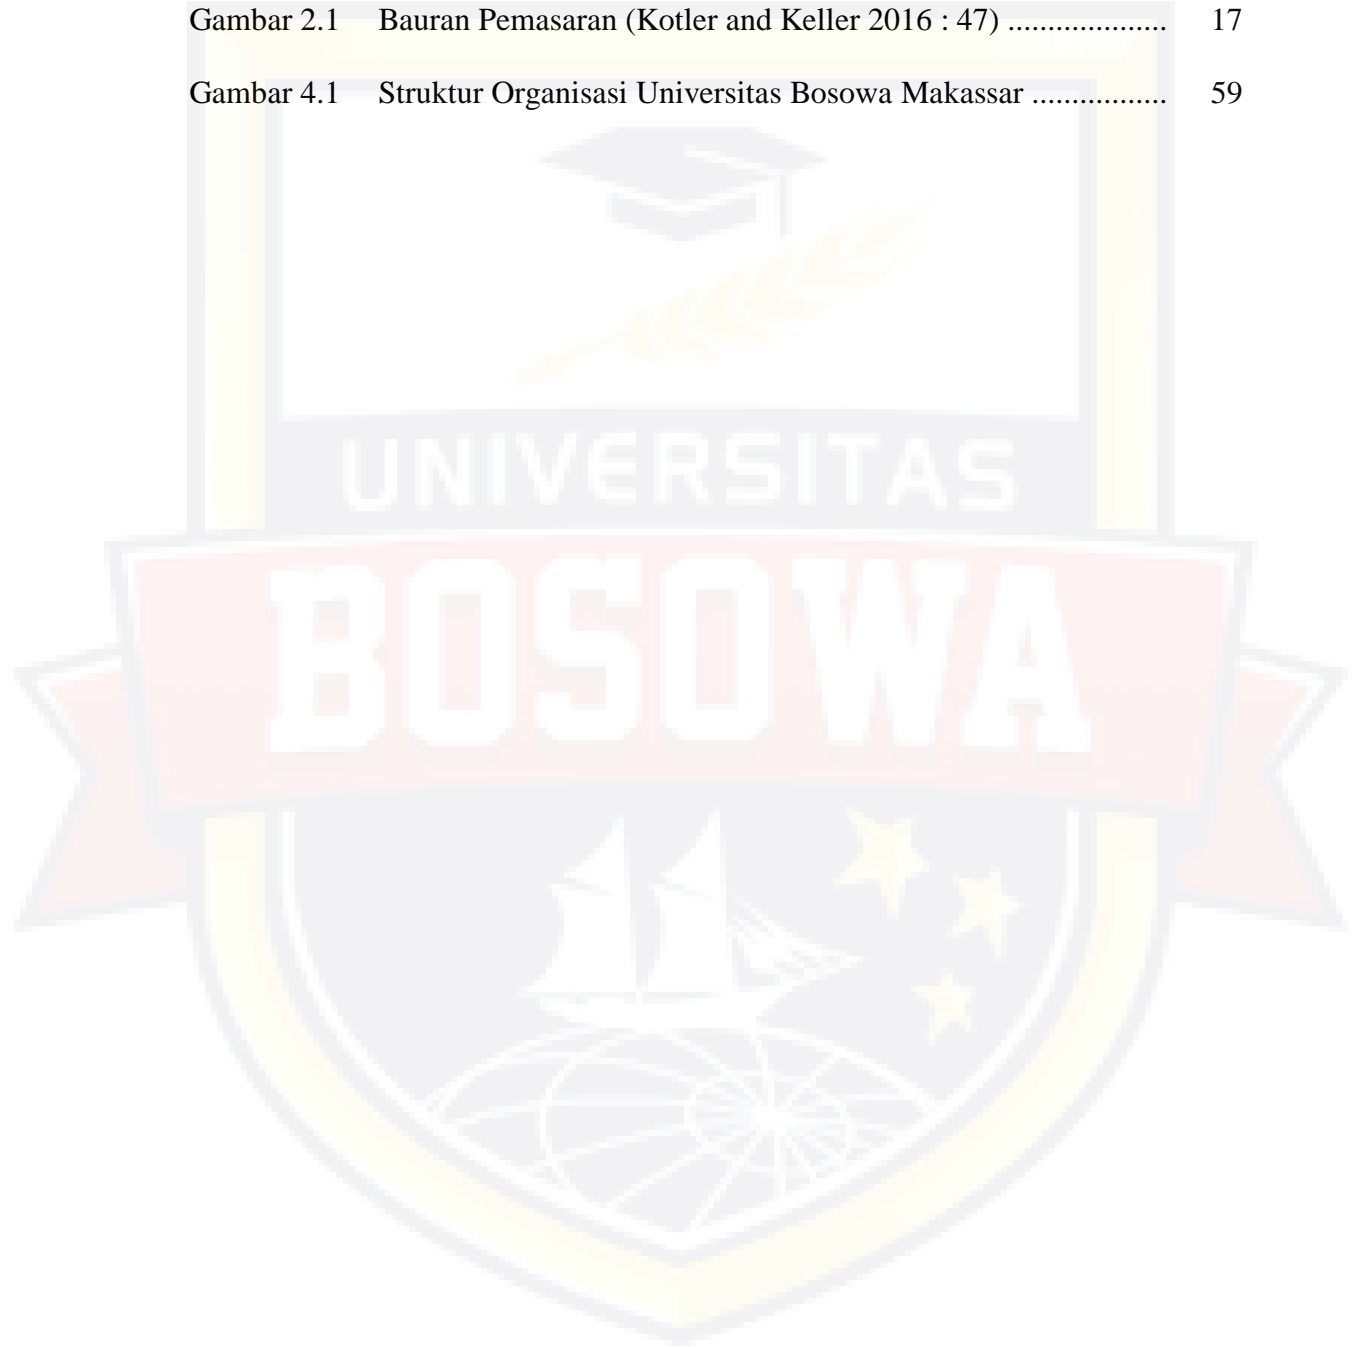 Gambar 2.1 Bauran Pemasaran (Kotler and Keller 2016 : 47) .................... 17
Gambar 4.1 Struktur Organisasi Universitas Bosowa Makassar ................. 59
UNIVERSITAS
BOSOWA